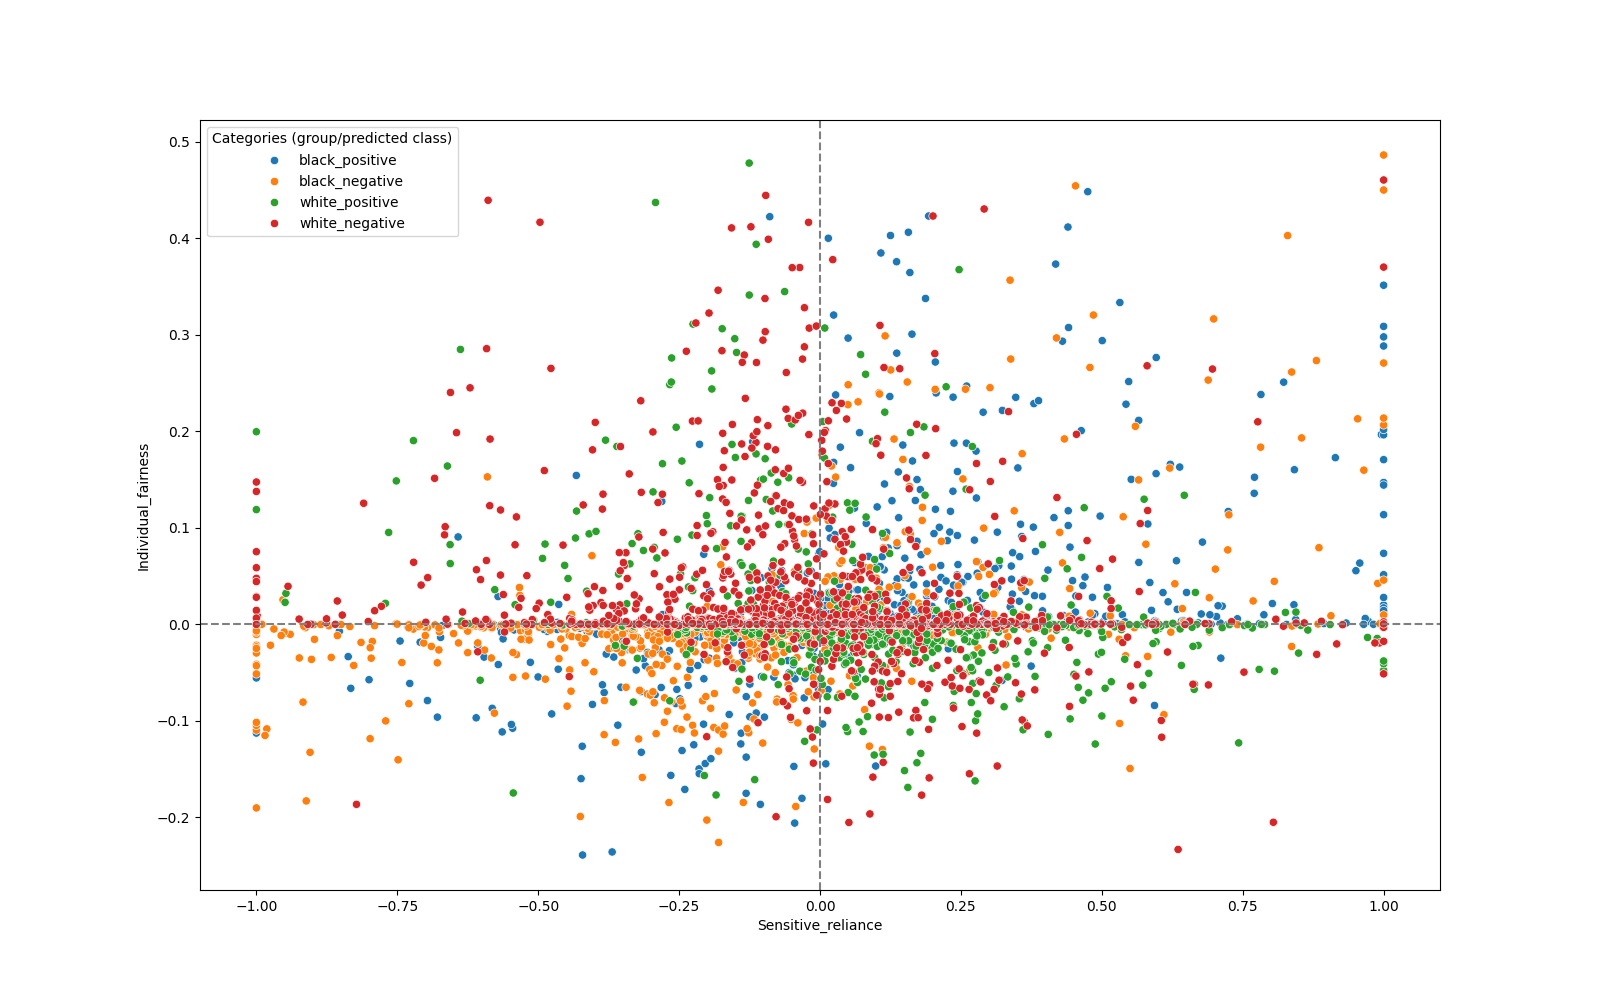 Categories (group/predicted class)
black_positive
black_negative
white_positive
white_negative
0.5
0.4
0.3
0.2
0.1
0.0
−0.1
−0.2
Individual_fairness
−1.00
−0.75
−0.50
−0.25
0.00
0.25
0.50
0.75
1.00
Sensitive_reliance